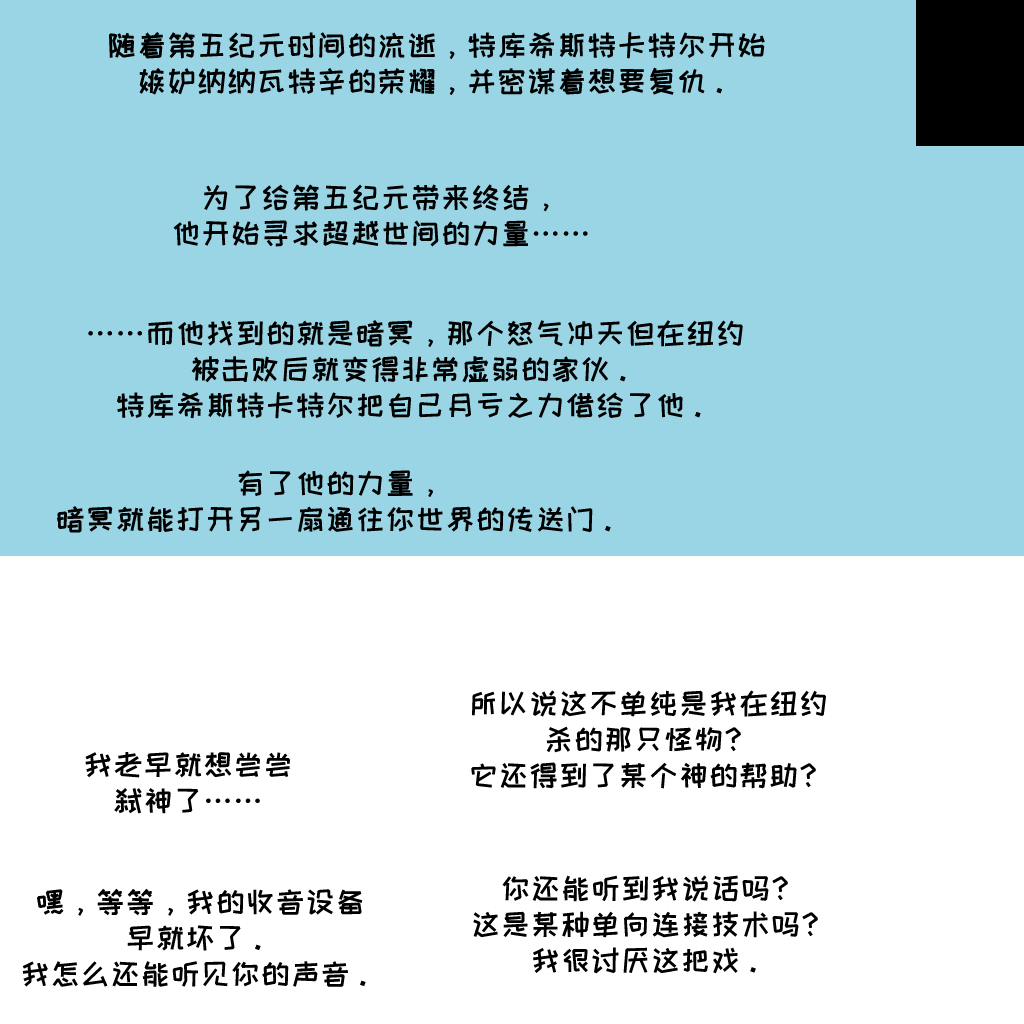 随着第五纪元时间的流逝，特库希斯特卡特尔开始
嫉妒纳纳瓦特辛的荣耀，并密谋着想要复仇．
为了给第五纪元带来终结，
他开始寻求超越世间的力量……
……而他找到的就是暗冥，那个怒气冲天但在纽约
被击败后就变得非常虚弱的家伙．
特库希斯特卡特尔把自己月亏之力借给了他．
有了他的力量，
暗冥就能打开另一扇通往你世界的传送门．
所以说这不单纯是我在纽约
杀的那只怪物？
它还得到了某个神的帮助？
我老早就想尝尝
弑神了……
嘿，等等，我的收音设备
早就坏了．
我怎么还能听见你的声音．
你还能听到我说话吗？
这是某种单向连接技术吗？
我很讨厌这把戏．